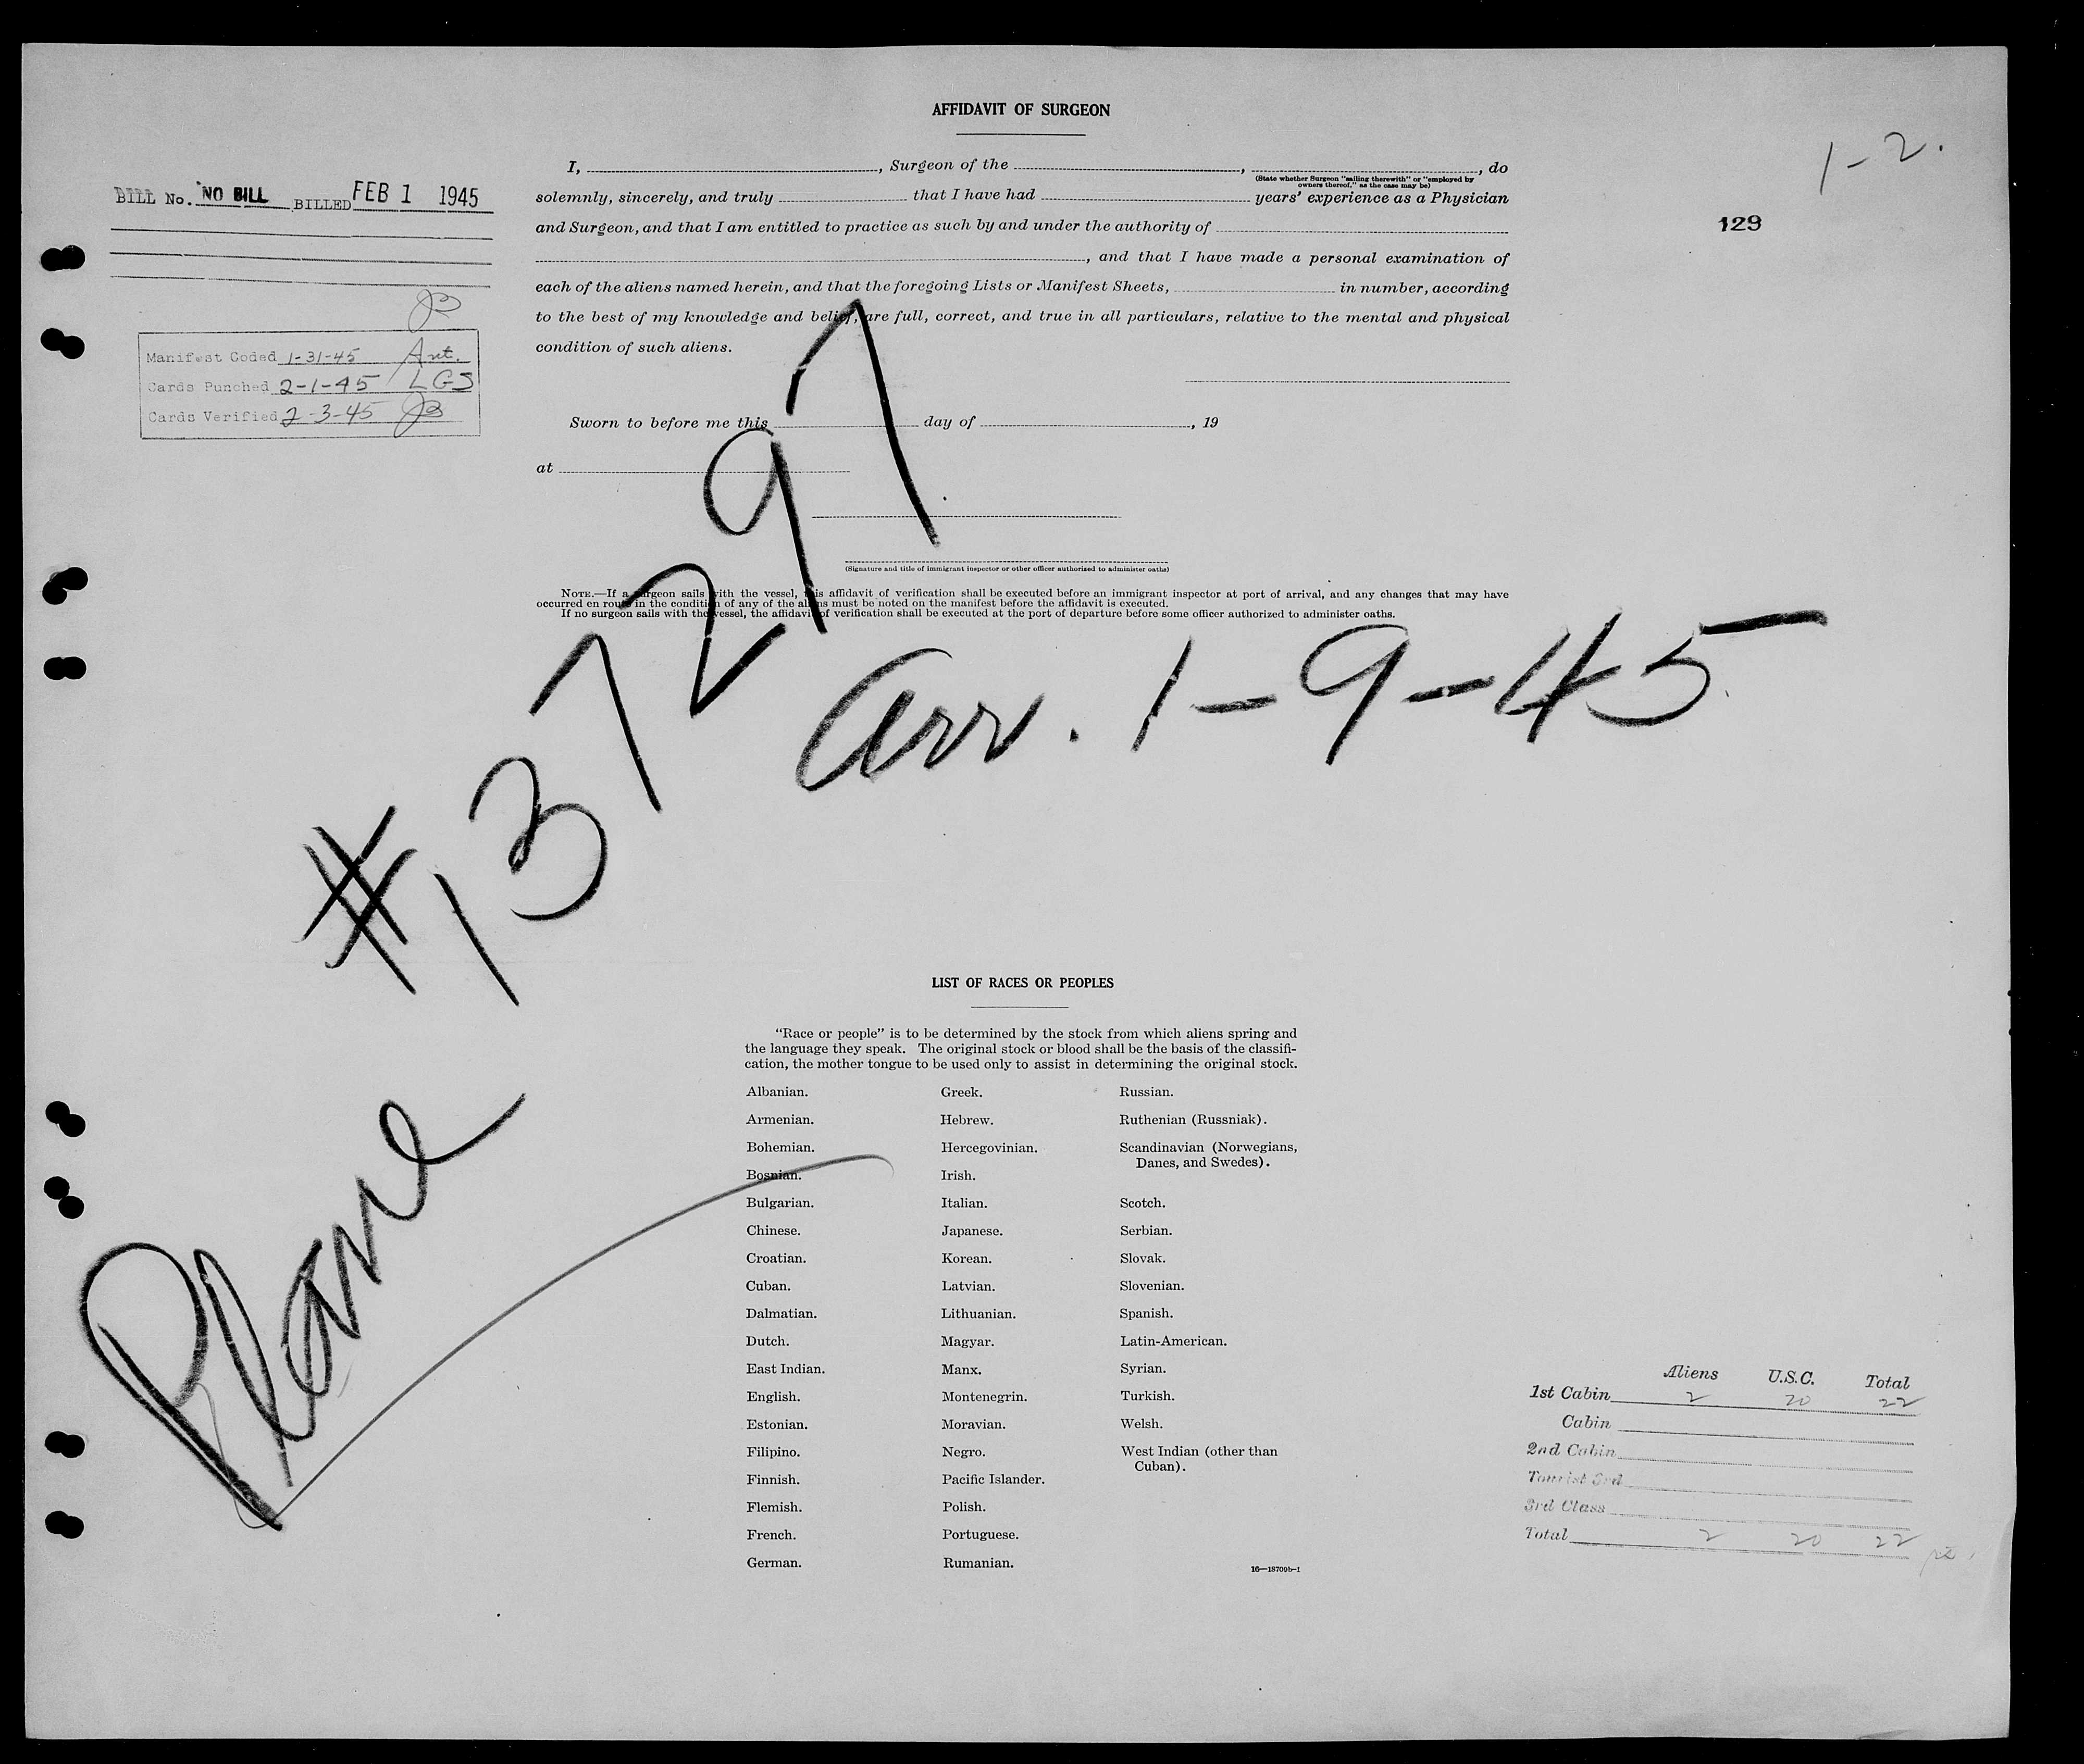 AFFIDAVIT OF SURGEON
1-2.
129
BILL No. NO BILL BILLED FEB 1 1945
I, , Surgeon of the , , do
(State whether Surgeon "sailing therewith" or "employed by
owners thereof," as the case may be)
solemnly, sincerely, and truly that I have had years' experience as a Physician
and Surgeon, and that I am entitled to practice as such by and under the authority of
, and that I have made a personal examination of
each of the aliens named herein, and that the foregoing Lists or Manifest Sheets, in number, according
to the best of my knowledge and belief, are full, correct, and true in all particulars, relative to the mental and physical
condition of such aliens.
JB
Manifest Coded 1-31-45 Ant.
Cards Punched 2-1-45 LGS
Cards Verified 2-3-45 JB
Sworn to before me this day of , 19
at
(Signature and title of immigrant inspector or other officer authorized to administer oaths)
NOTE.—If a surgeon sails with the vessel, this affidavit of verification shall be executed before an immigrant inspector at port of arrival, and any changes that may have
occurred en route in the condition of any of the aliens must be noted on the manifest before the affidavit is executed.
If no surgeon sails with the vessel, the affidavit of verification shall be executed at the port of departure before some officer authorized to administer oaths.
Plane #137297
arr. 1-9-45
LIST OF RACES OR PEOPLES
"Race or people" is to be determined by the stock from which aliens spring and
the language they speak. The original stock or blood shall be the basis of the classifi-
cation, the mother tongue to be used only to assist in determining the original stock.
Albanian.
Armenian.
Bohemian.
Bosnian.
Bulgarian.
Chinese.
Croatian.
Cuban.
Dalmatian.
Dutch.
East Indian.
English.
Estonian.
Filipino.
Finnish.
Flemish.
French.
German.
Greek.
Hebrew.
Hercegovinian.
Irish.
Italian.
Japanese.
Korean.
Latvian.
Lithuanian.
Magyar.
Manx.
Montenegrin.
Moravian.
Negro.
Pacific Islander.
Polish.
Portuguese.
Rumanian.
Russian.
Ruthenian (Russniak).
Scandinavian (Norwegians,
Danes, and Swedes).
Scotch.
Serbian.
Slovak.
Slovenian.
Spanish.
Latin-American.
Syrian.
Turkish.
Welsh.
West Indian (other than
Cuban).
16—18709b-1
Aliens U.S.C. Total
1st Cabin 2 20 22
Cabin
2nd Cabin
Tourist 3rd
3rd Class
Total 2 20 22